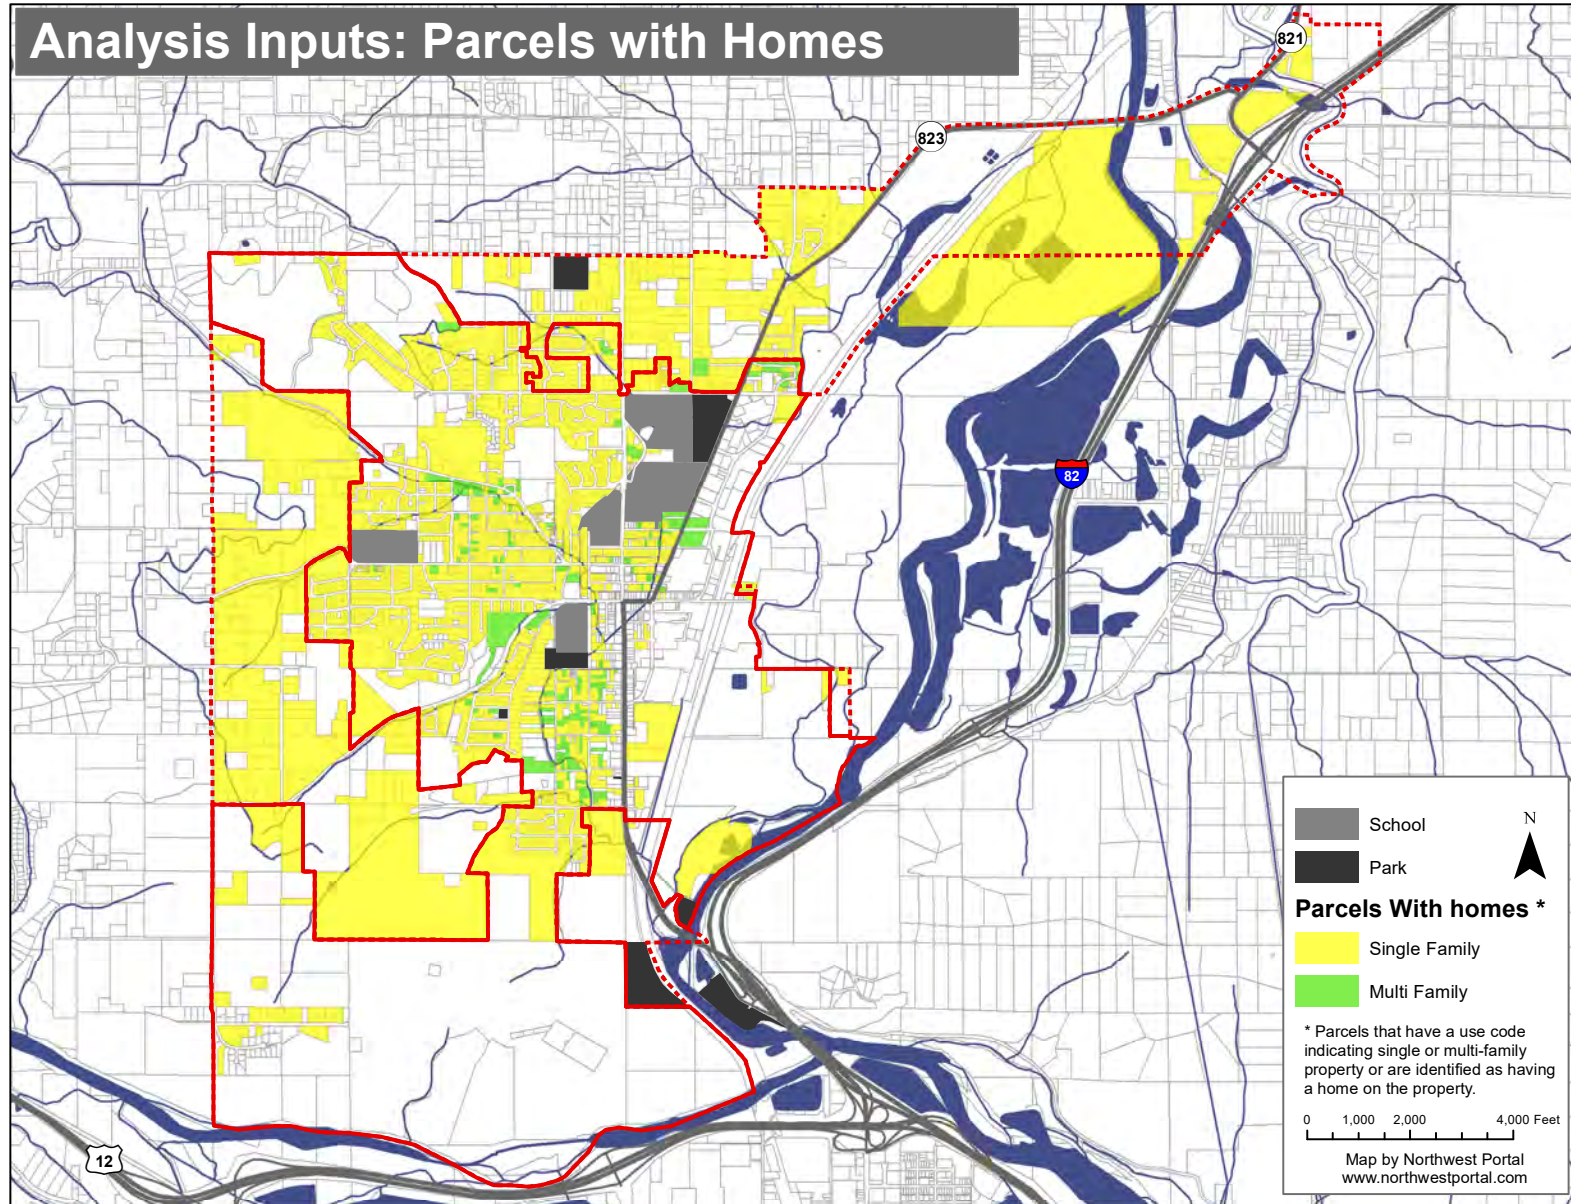 Analysis Inputs: Parcels with Homes
821
823
82
12
School
Park
N
Parcels With homes *
Single Family
Multi Family
* Parcels that have a use code
indicating single or multi-family
property or are identified as having
a home on the property.
0 1,000 2,000 4,000 Feet
Map by Northwest Portal
www.northwestportal.com